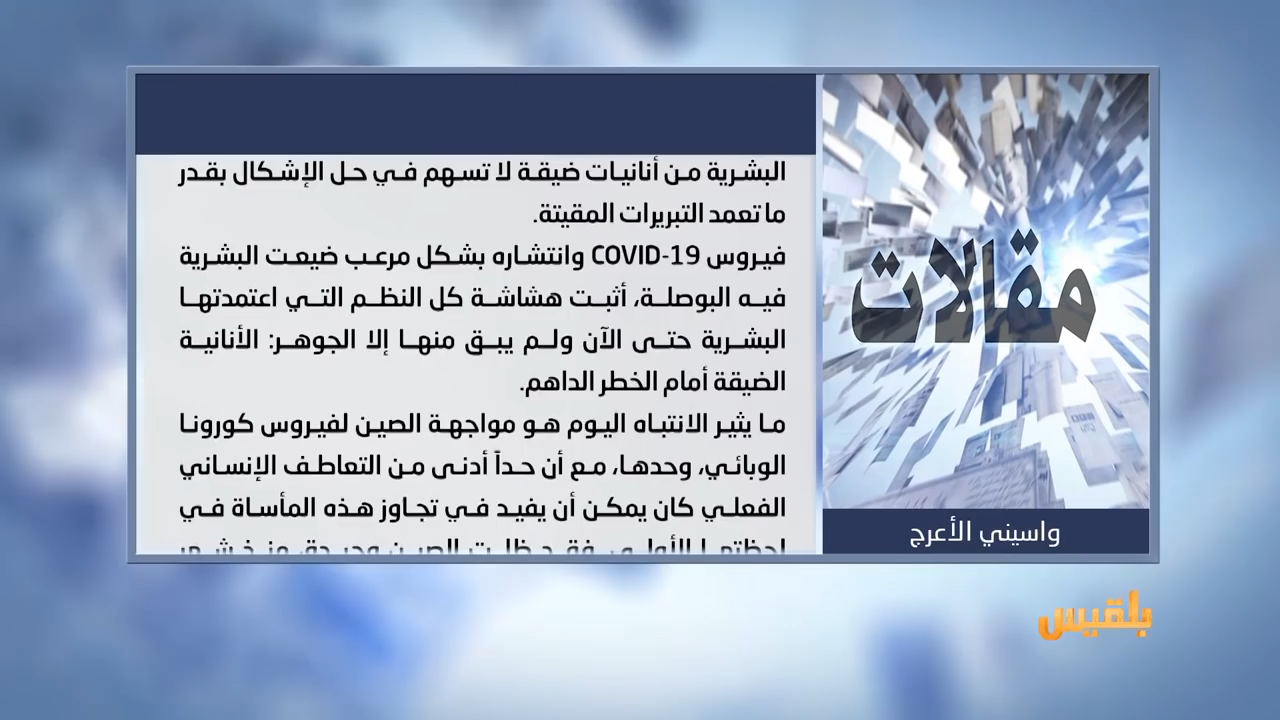 البشرية من أنانيات ضيقة لا تسهم في حل الإشكال بقدر
ما تعمد التبريرات المقيتة.
فيروس COVID-19 وانتشاره بشكل مرعب ضيعت البشرية
فيه البوصلة، أثبت هشاشة كل النظم التي اعتمدتها
البشرية حتى الآن ولم يبق منها إلا الجوهر: الأنانية
الضيقة أمام الخطر الداهم.
ما يثير الانتباه اليوم هو مواجهة الصين لفيروس كورونا
الوبائي، وحدها، مع أن حداً أدنى من التعاطف الإنساني
الفعلي كان يمكن أن يفيد في تجاوز هذه المأساة في
مقالات
واسيني الأعرج
بلقيس